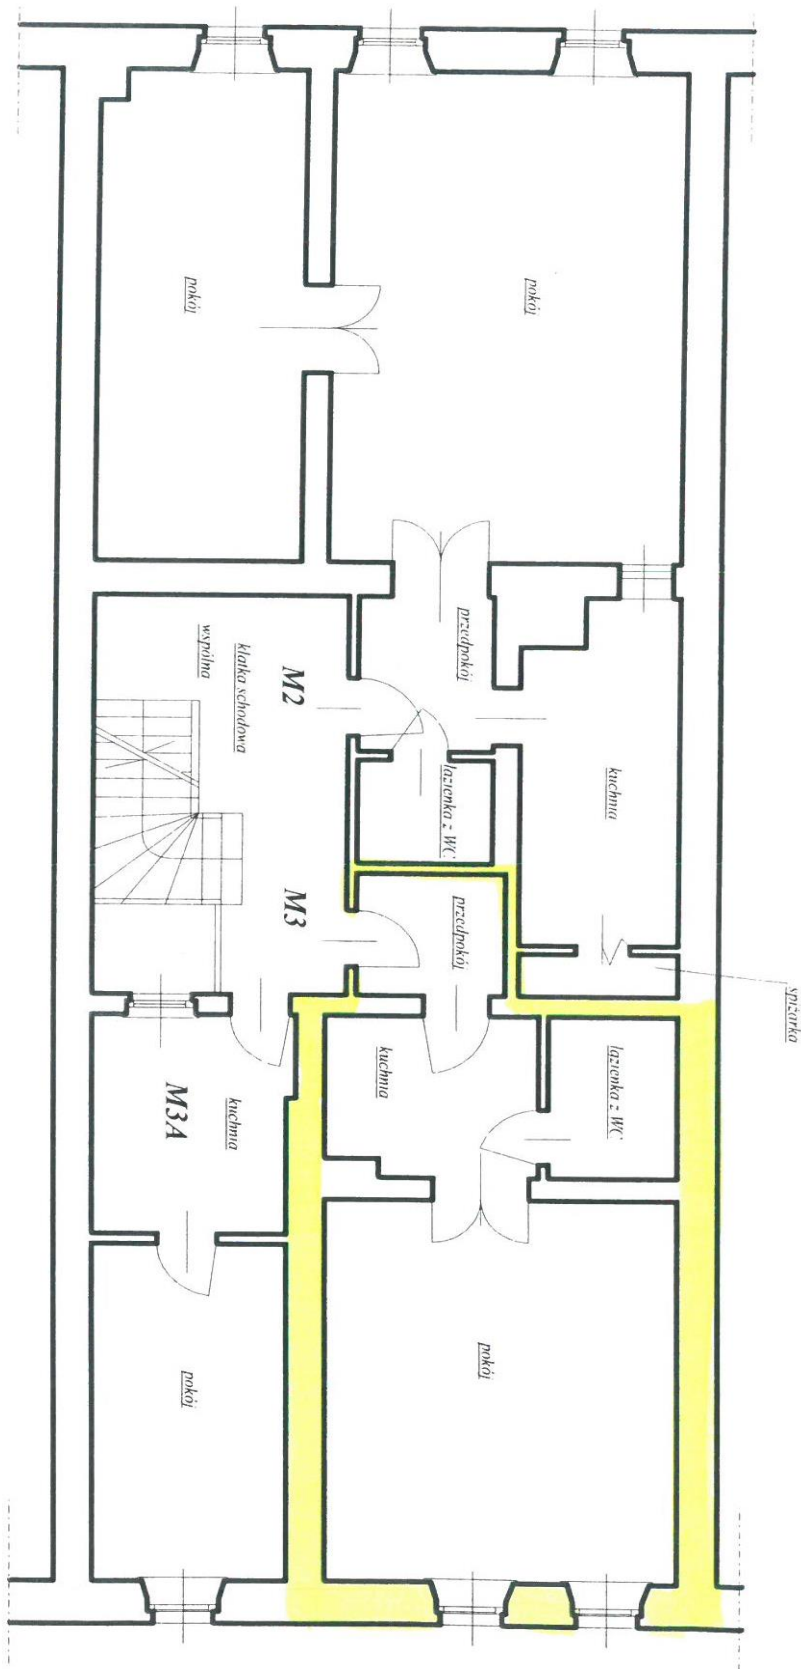 pokój
pokój
przedpokój
kuchnia
łazienka z WC
spiżarka
M2
klatka schodowa
wspólna
M3
przedpokój
łazienka z WC
kuchnia
M3A
kuchnia
pokój
pokój